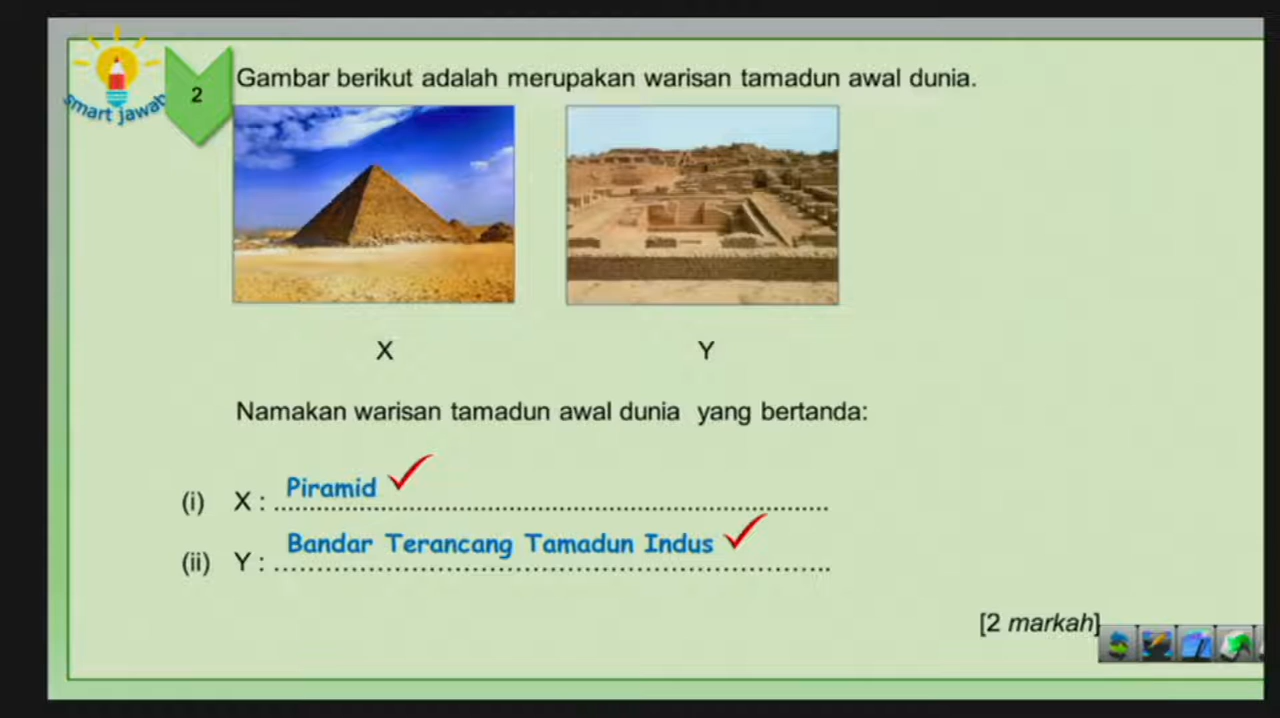 smart jawab
2
Gambar berikut adalah merupakan warisan tamadun awal dunia.
X
Y
Namakan warisan tamadun awal dunia yang bertanda:
(i) X : Piramid
(ii) Y : Bandar Terancang Tamadun Indus
[2 markah]